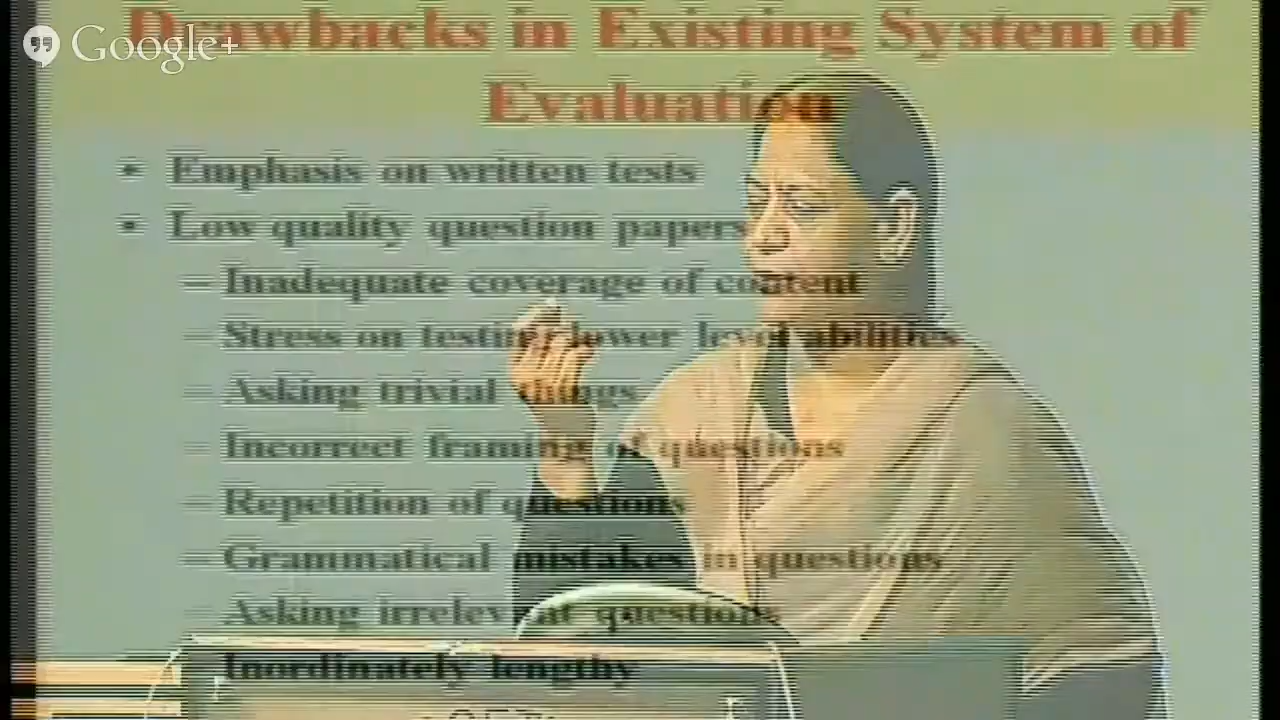 Google+
Drawbacks in Existing System of
Evaluation
• Emphasis on written tests
• Low quality question papers
– Inadequate coverage of content
– Stress on testing lower level abilities
– Asking trivial things
– Incorrect framing of questions
– Repetition of questions
– Grammatical mistakes in questions
– Asking irrelevant questions
Inordinately lengthy